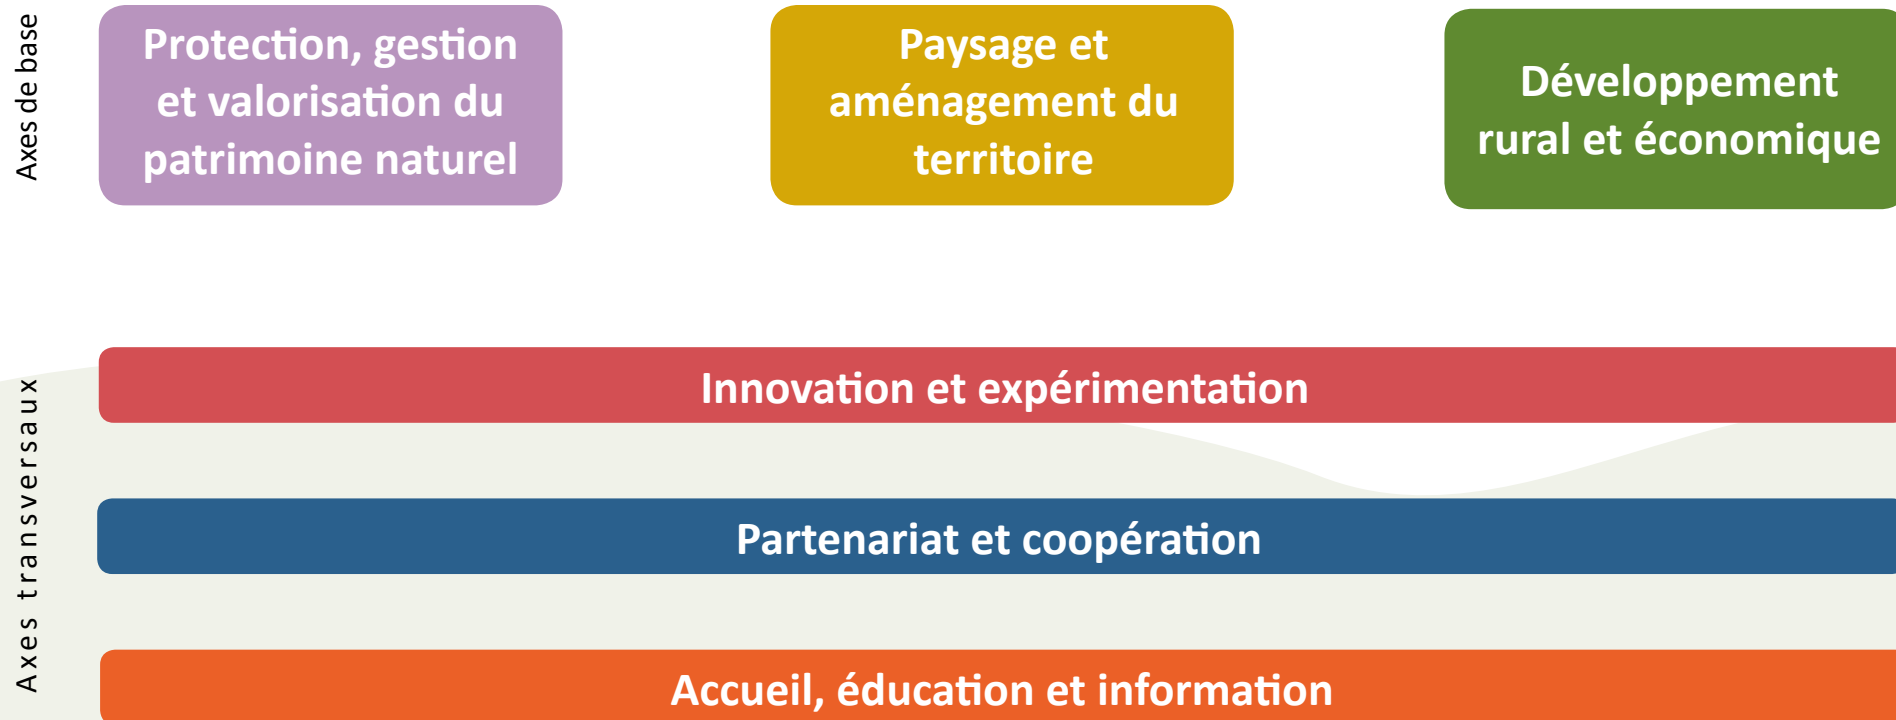 Axes de base
Protection, gestion
et valorisation du
patrimoine naturel
Paysage et
aménagement du
territoire
Développement
rural et économique
Axes transversaux
Innovation et expérimentation
Partenariat et coopération
Accueil, éducation et information